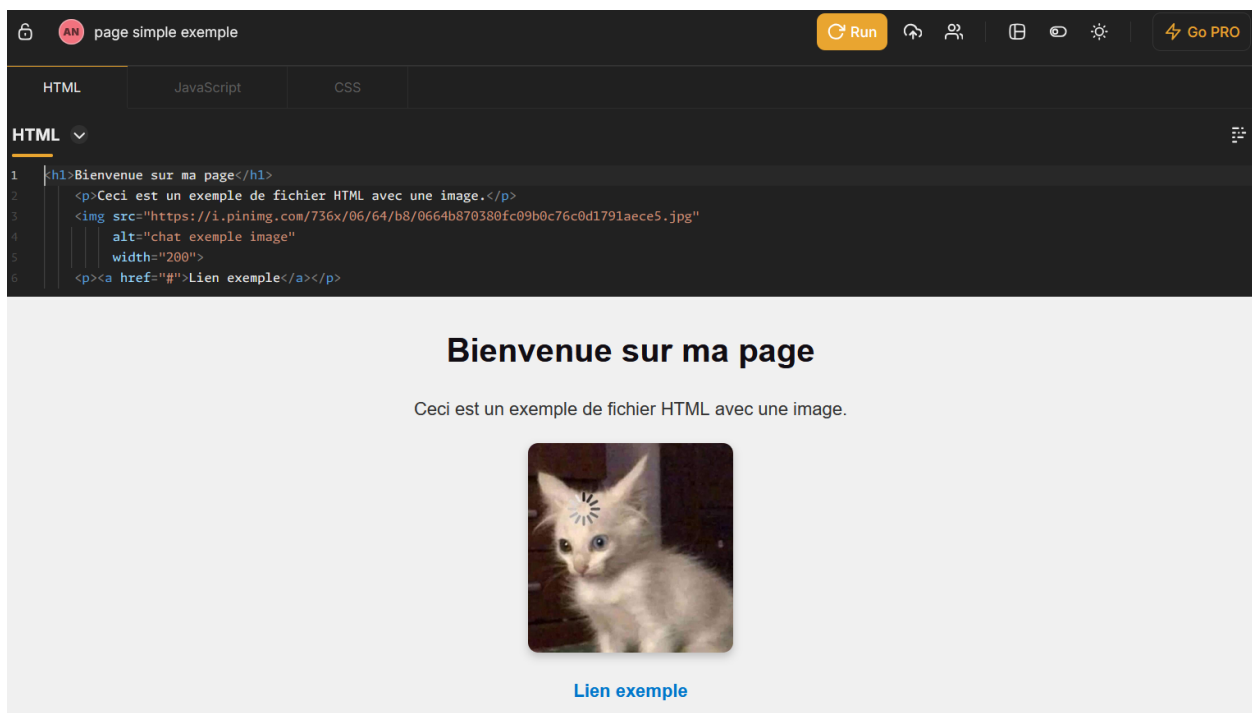 AN page simple exemple Run Go PRO
HTML JavaScript CSS
HTML
1 <h1>Bienvenue sur ma page</h1>
2 <p>Ceci est un exemple de fichier HTML avec une image.</p>
3 <img src="https://i.pinimg.com/736x/06/64/b8/0664b870380fc09b0c76c0d1791aece5.jpg"
4 alt="chat exemple image"
5 width="200">
6 <p><a href="#">Lien exemple</a></p>
Bienvenue sur ma page
Ceci est un exemple de fichier HTML avec une image.
Lien exemple